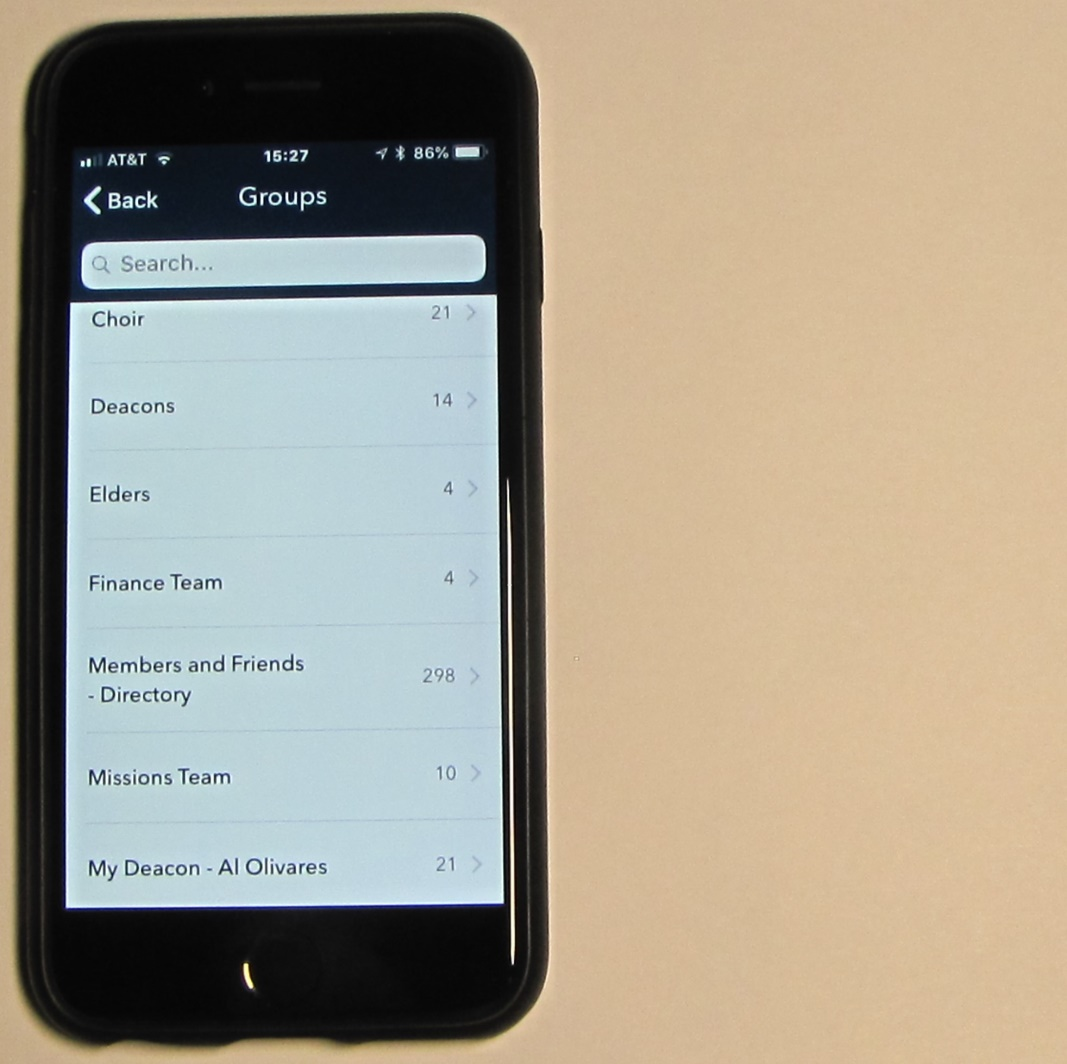 AT&T 15:27 86%
Back Groups
Search...
Choir 21
Deacons 14
Elders 4
Finance Team 4
Members and Friends
- Directory 298
Missions Team 10
My Deacon - Al Olivares 21